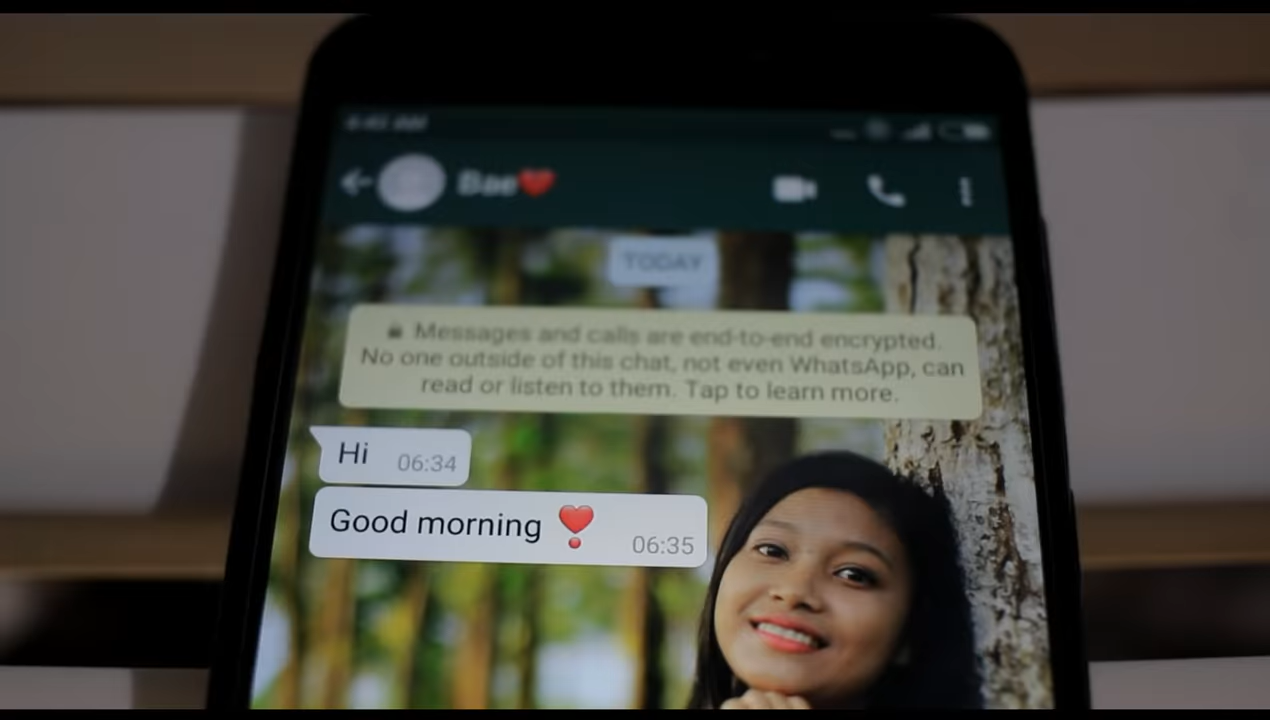 Bae❤️
TODAY
🔒 Messages and calls are end-to-end encrypted.
No one outside of this chat, not even WhatsApp, can
read or listen to them. Tap to learn more.
Hi 06:34
Good morning ❣️ 06:35